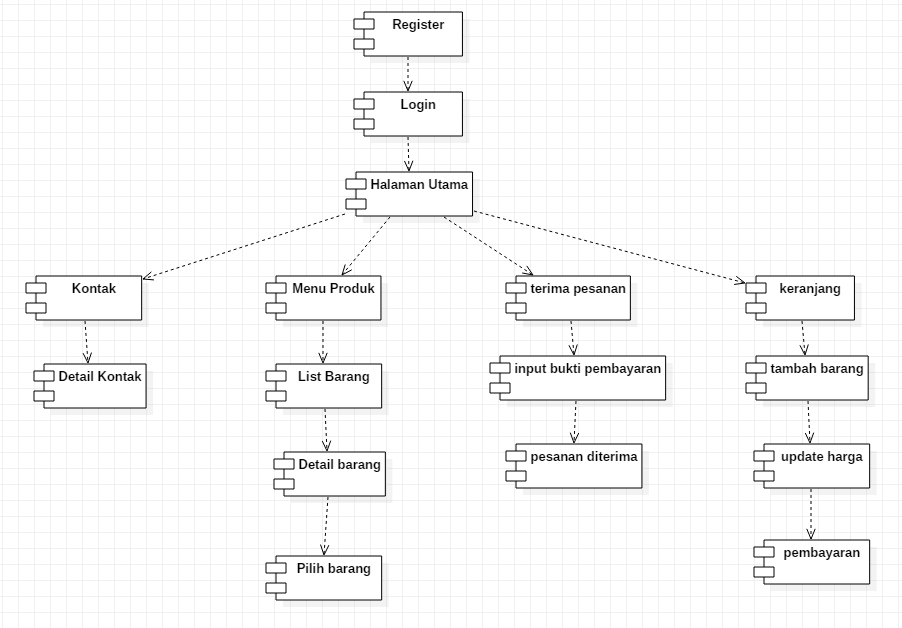 Register
Login
Halaman Utama
Kontak
Menu Produk
terima pesanan
keranjang
Detail Kontak
List Barang
input bukti pembayaran
tambah barang
Detail barang
pesanan diterima
update harga
Pilih barang
pembayaran